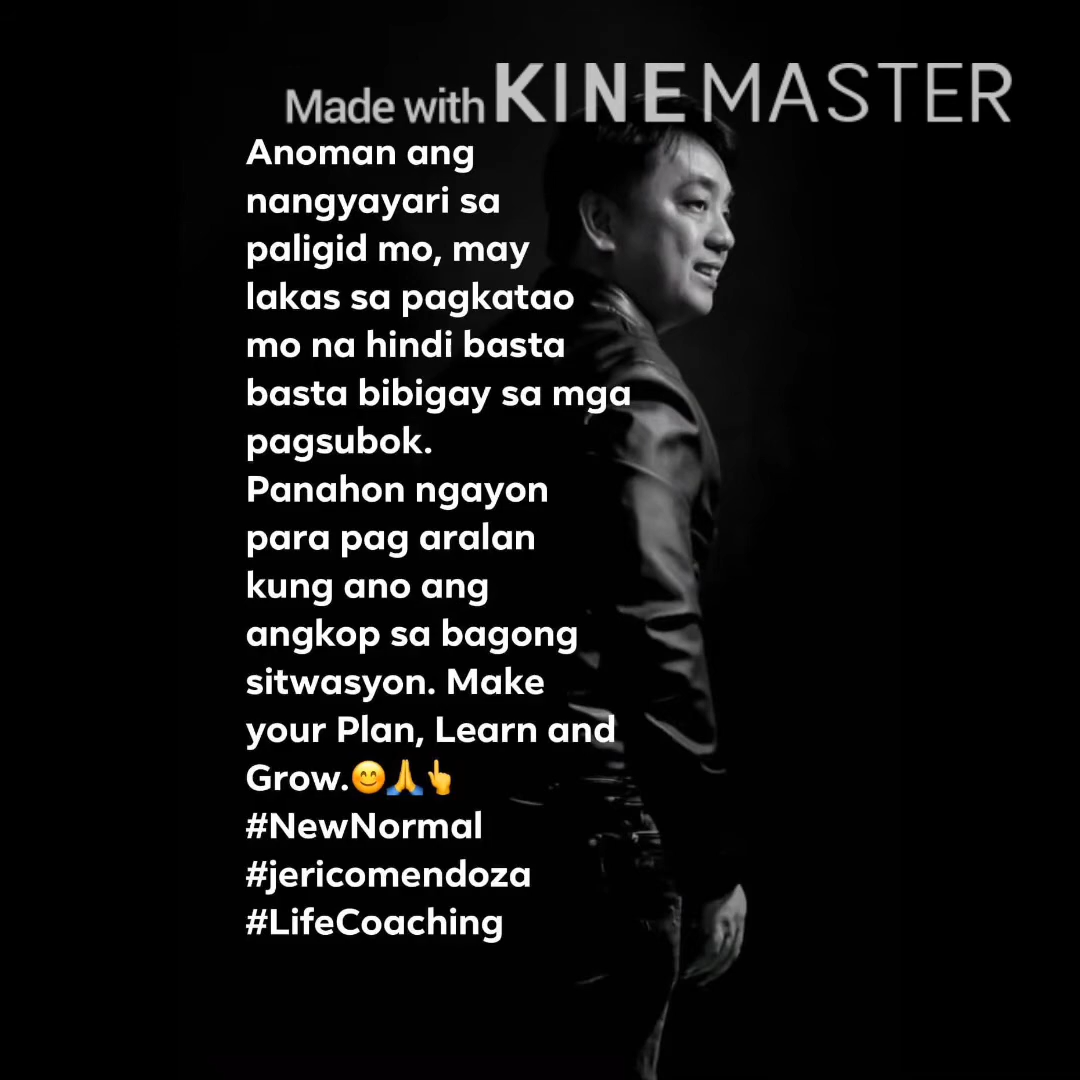 Made with KINEMASTER
Anoman ang
nangyayari sa
paligid mo, may
lakas sa pagkatao
mo na hindi basta
basta bibigay sa mga
pagsubok.
Panahon ngayon
para pag aralan
kung ano ang
angkop sa bagong
sitwasyon. Make
your Plan, Learn and
Grow.😊🙏👆
#NewNormal
#jericomendoza
#LifeCoaching